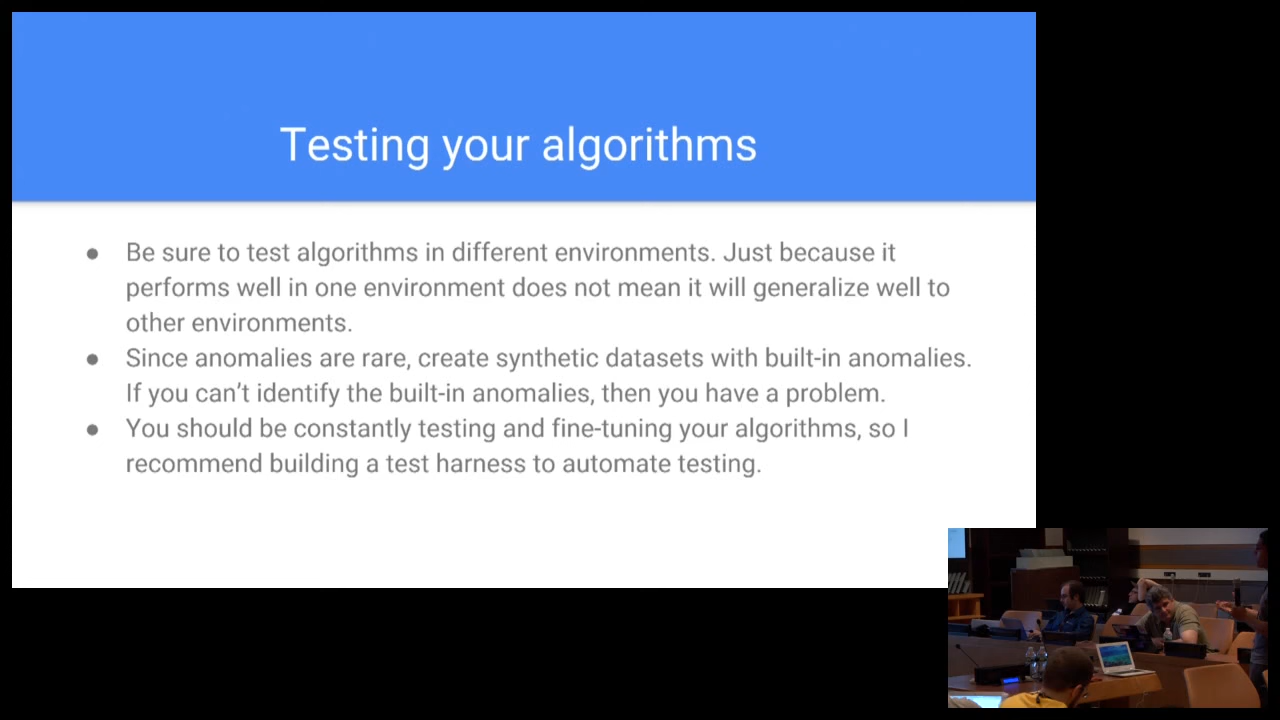 Testing your algorithms
● Be sure to test algorithms in different environments. Just because it
performs well in one environment does not mean it will generalize well to
other environments.
● Since anomalies are rare, create synthetic datasets with built-in anomalies.
If you can’t identify the built-in anomalies, then you have a problem.
● You should be constantly testing and fine-tuning your algorithms, so I
recommend building a test harness to automate testing.